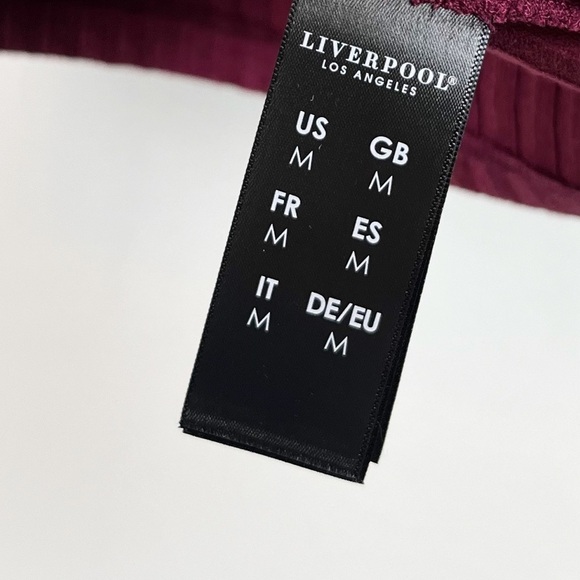 LIVERPOOL®
LOS ANGELES
US GB
M M
FR ES
M M
IT DE/EU
M M